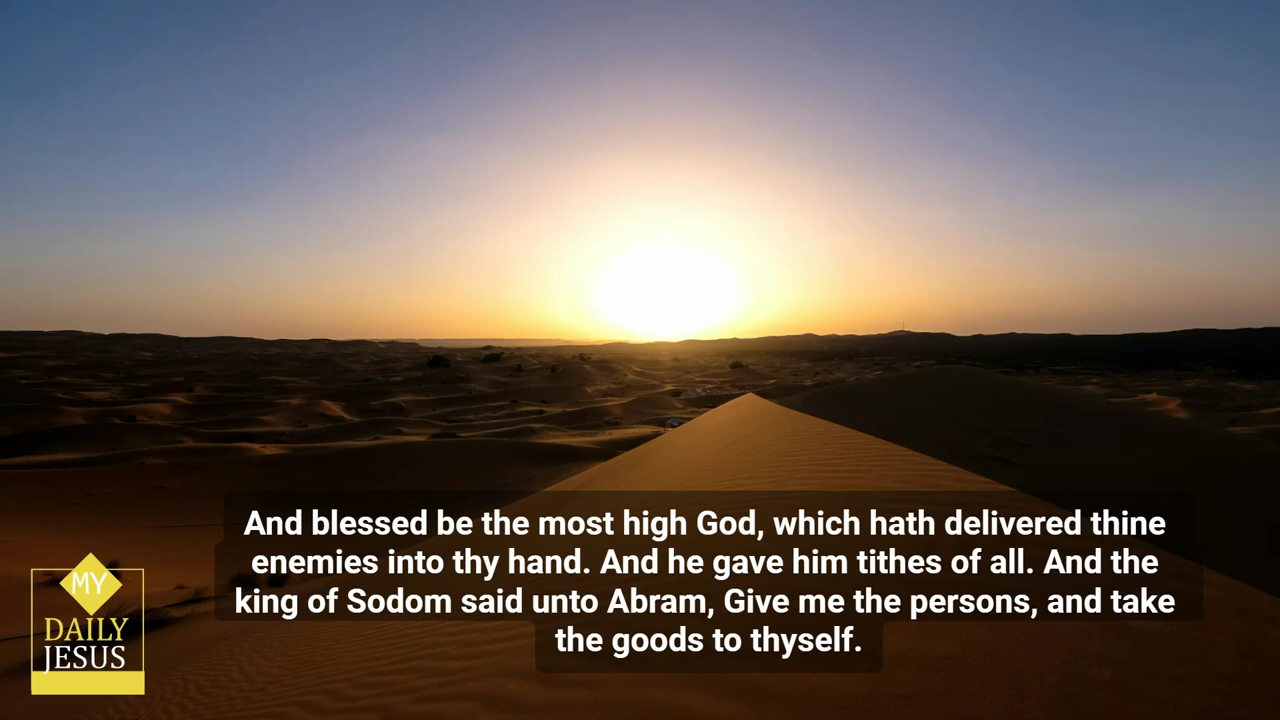 And blessed be the most high God, which hath delivered thine
enemies into thy hand. And he gave him tithes of all. And the
king of Sodom said unto Abram, Give me the persons, and take
the goods to thyself.
MY
DAILY
JESUS